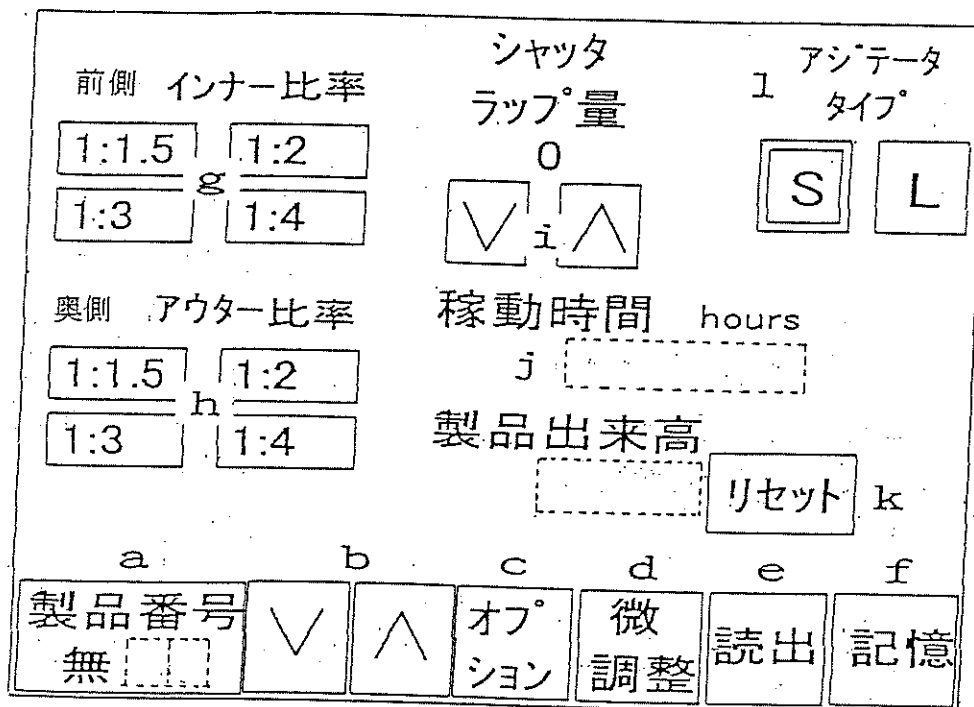 前側 インナー比率
1:1.5 1:2
g
1:3 1:4
シャッタ
ラップ量
0
∨ i ∧
l アジテータ
タイプ
S L
奥側 アウター比率
1:1.5 1:2
h
1:3 1:4
稼動時間 hours
j
製品出来高
リセット k
a b c d e f
製品番号
無
∨ ∧
オプ
ション
微
調整
読出
記憶